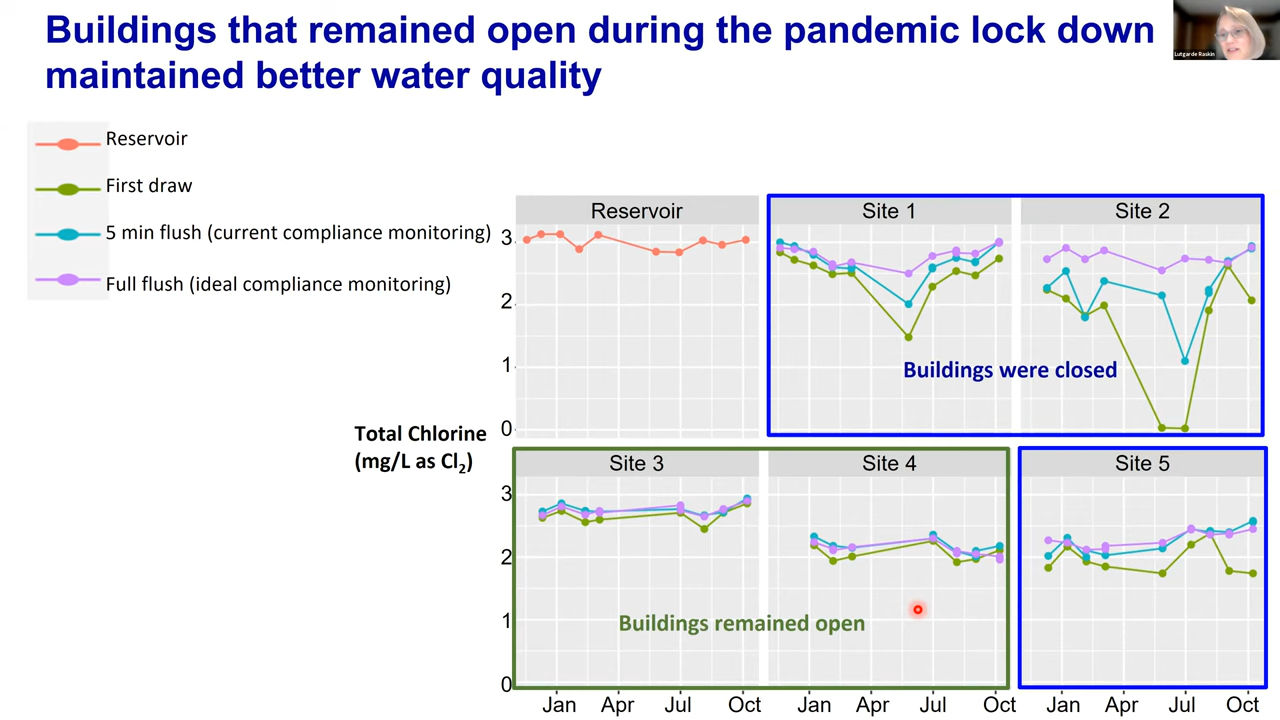 Buildings that remained open during the pandemic lock down
maintained better water quality
Lutgarde Raskin
Reservoir
First draw
5 min flush (current compliance monitoring)
Full flush (ideal compliance monitoring)
Reservoir
Site 1
Site 2
3
2
1
0
Buildings were closed
Total Chlorine
(mg/L as Cl₂)
Site 3
Site 4
Site 5
3
2
1
0
Buildings remained open
Jan Apr Jul Oct Jan Apr Jul Oct Jan Apr Jul Oct